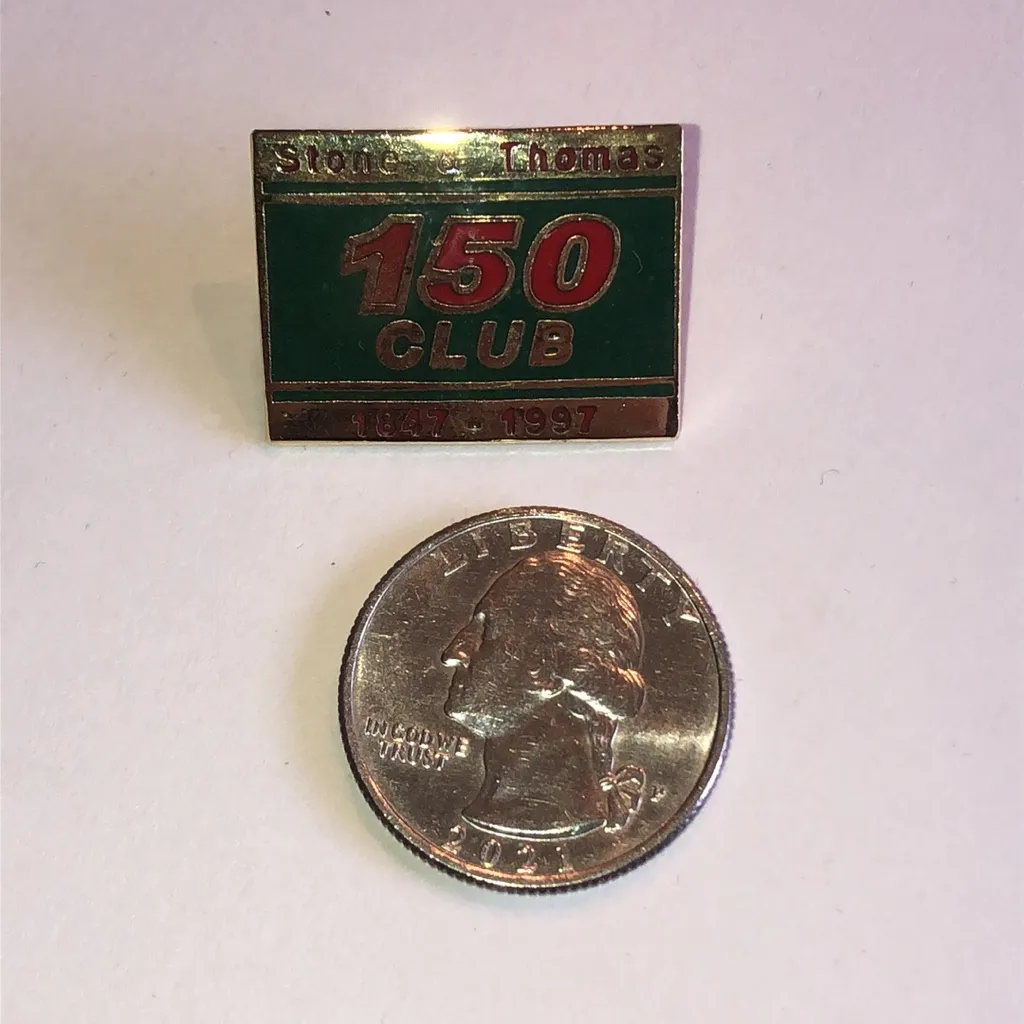 Stone & Thomas
150
CLUB
1847 - 1997
LIBERTY
IN GOD WE
TRUST
P
2021